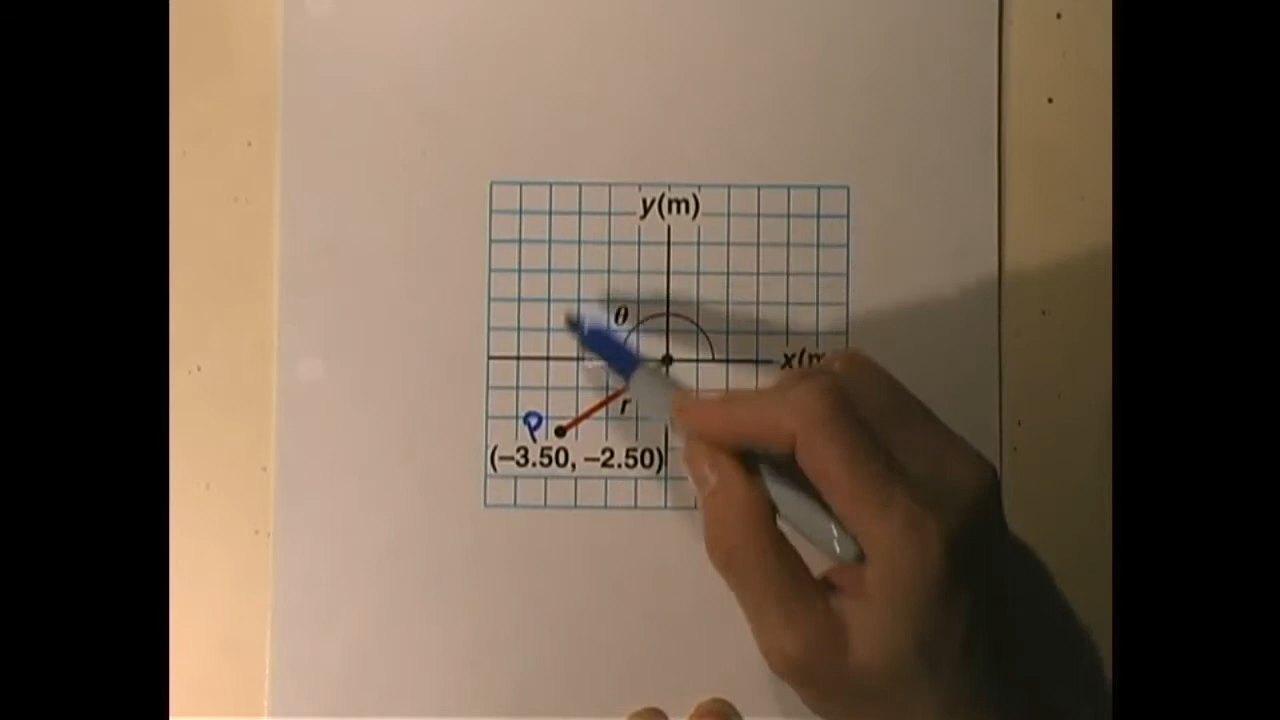 y(m)
θ
x(m
r
P
(–3.50, –2.50)